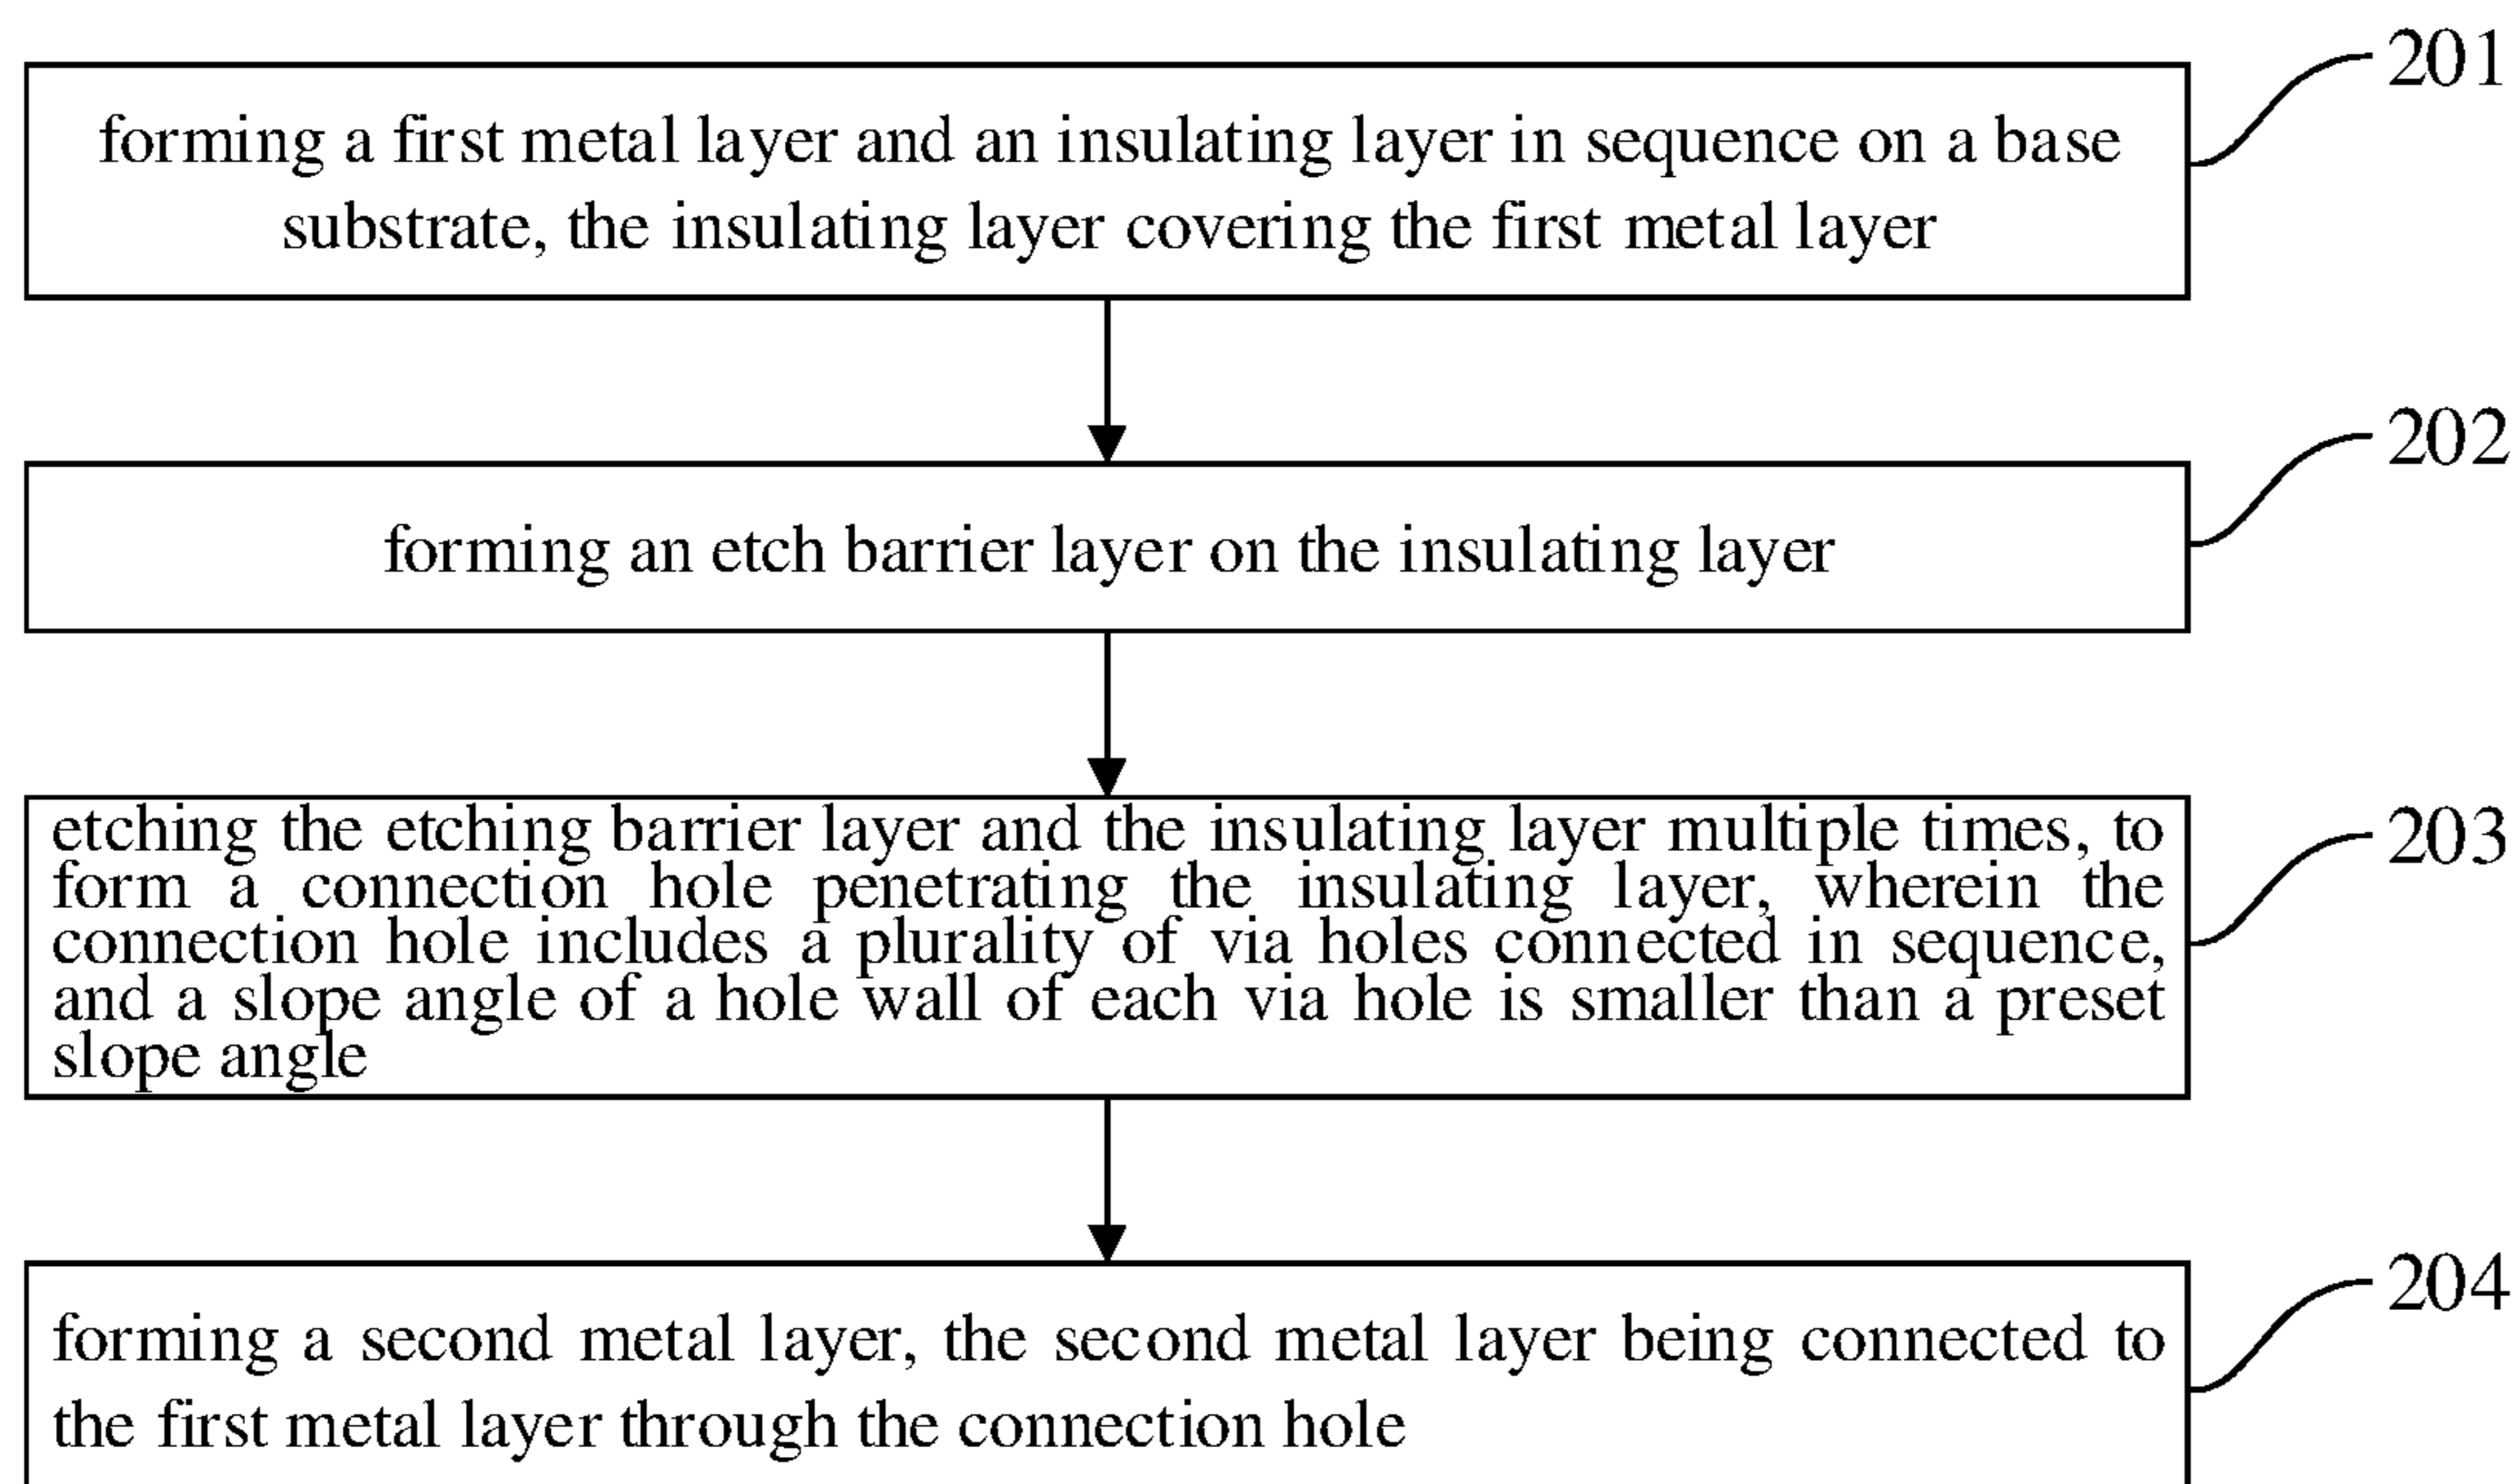 201
forming a first metal layer and an insulating layer in sequence on a base
substrate, the insulating layer covering the first metal layer
202
forming an etch barrier layer on the insulating layer
203
etching the etching barrier layer and the insulating layer multiple times, to
form a connection hole penetrating the insulating layer, wherein the
connection hole includes a plurality of via holes connected in sequence,
and a slope angle of a hole wall of each via hole is smaller than a preset
slope angle
204
forming a second metal layer, the second metal layer being connected to
the first metal layer through the connection hole